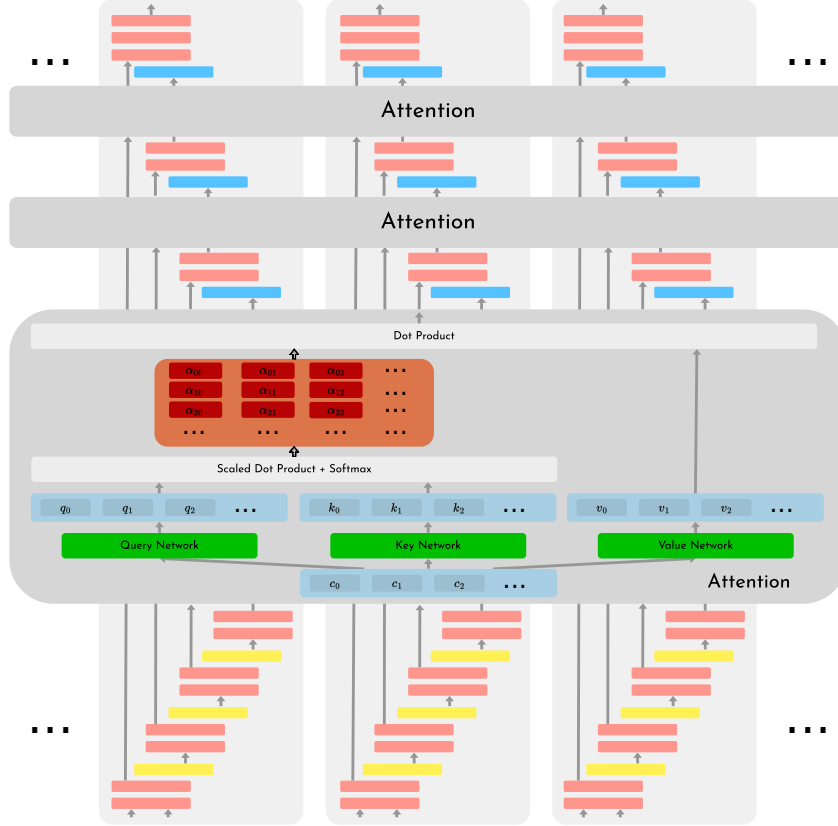 ...
...
Attention
Attention
Dot Product
α₀₀ α₀₁ α₀₂ ...
α₁₀ α₁₁ α₁₂ ...
α₂₀ α₂₁ α₂₂ ...
... ... ... ...
Scaled Dot Product + Softmax
q₀ q₁ q₂ ... k₀ k₁ k₂ ... v₀ v₁ v₂ ...
Query Network Key Network Value Network
c₀ c₁ c₂ ...
Attention
...
...